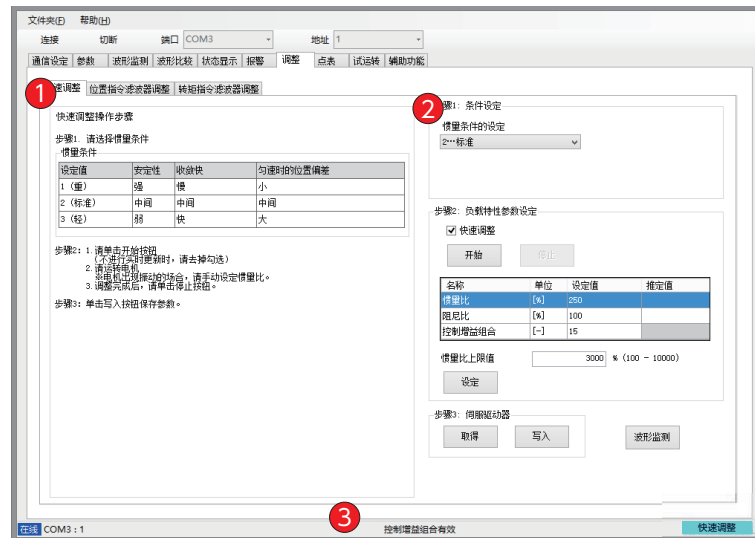 文件夹(F) 帮助(H)
连接 切断 端口 COM3 地址 1
通信设定 参数 波形监测 波形比较 状态显示 报警 调整 点表 试运转 辅助功能
1 速调整 位置指令滤波器调整 转矩指令滤波器调整
快速调整操作步骤
步骤1. 请选择惯量条件
惯量条件
设定值 安定性 收敛快 匀速时的位置偏差
1 (重) 强 慢 小
2 (标准) 中间 中间 中间
3 (轻) 弱 快 大
步骤2: 1.请单击开始按钮
(不进行实时更新时,请去掉勾选)
2.请运转电机
※电机出现振动的场合,请手动设定惯量比。
3.调整完成后,请单击停止按钮。
步骤3: 单击写入按钮保存参数。
2 骤1: 条件设定
惯量条件的设定
2…标准
步骤2: 负载特性参数设定
快速调整
开始 停止
名称 单位 设定值 推定值
惯量比 [%] 250
阻尼比 [%] 100
控制增益组合 [-] 15
惯量比上限值 3000 % (100 - 10000)
设定
步骤3: 伺服驱动器
取得 写入 波形监测
3
在线 COM3 : 1 控制增益组合有效 快速调整